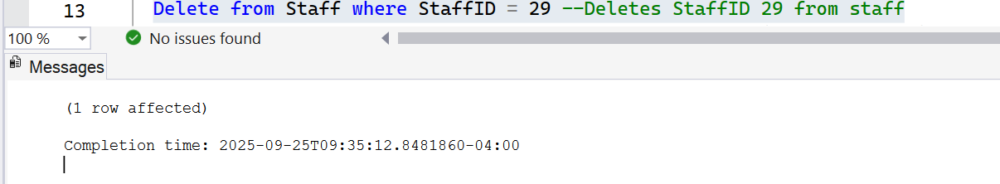 13 Delete from Staff where StaffID = 29 --Deletes StaffID 29 from staff
100 % No issues found
Messages
(1 row affected)
Completion time: 2025-09-25T09:35:12.8481860-04:00